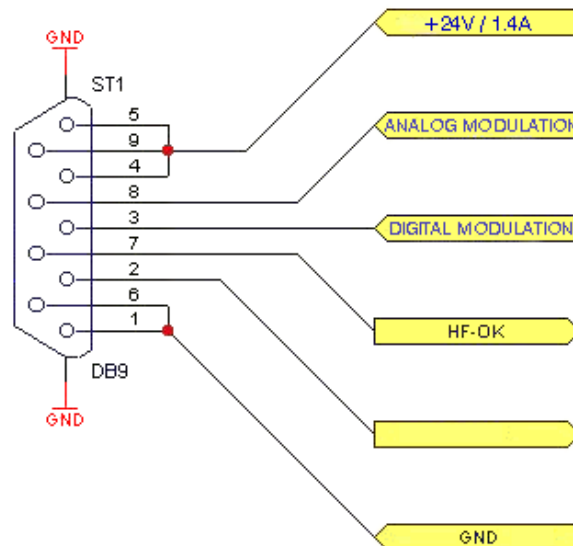 +24V / 1.4A
GND
ST1
5
9
4
8
3
7
2
6
1
ANALOG MODULATION
DIGITAL MODULATION
HF-OK
DB9
GND
GND